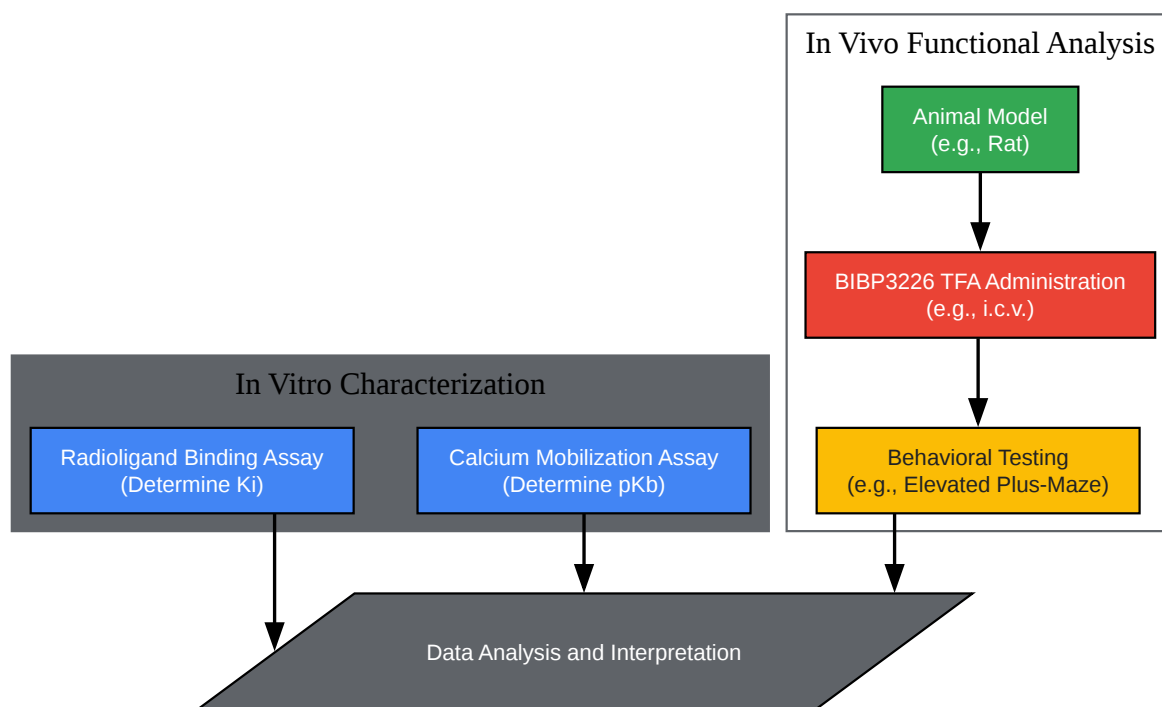 In Vivo Functional Analysis
Animal Model
(e.g., Rat)
BIBP3226 TFA Administration
(e.g., i.c.v.)
In Vitro Characterization
Radioligand Binding Assay
(Determine Ki)
Calcium Mobilization Assay
(Determine pKb)
Behavioral Testing
(e.g., Elevated Plus-Maze)
Data Analysis and Interpretation